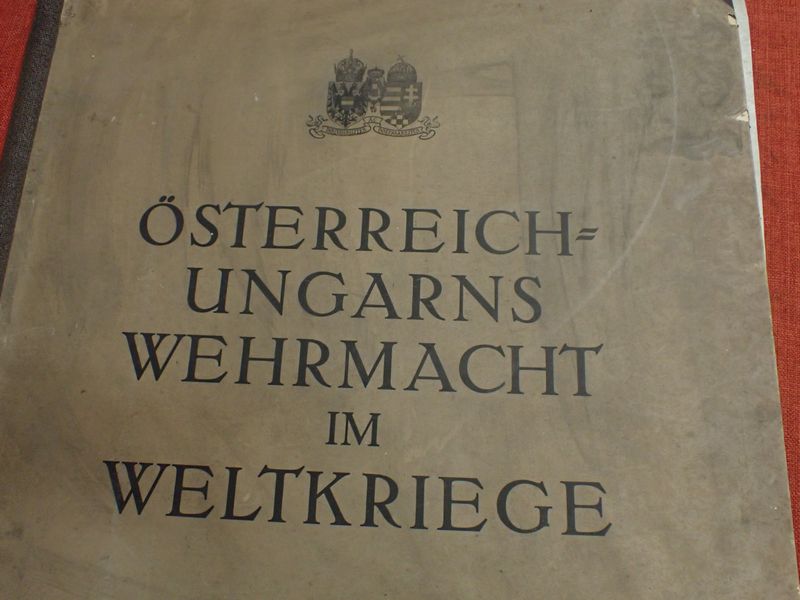 ÖSTERREICH=
UNGARNS
WEHRMACHT
IM
WELTKRIEGE